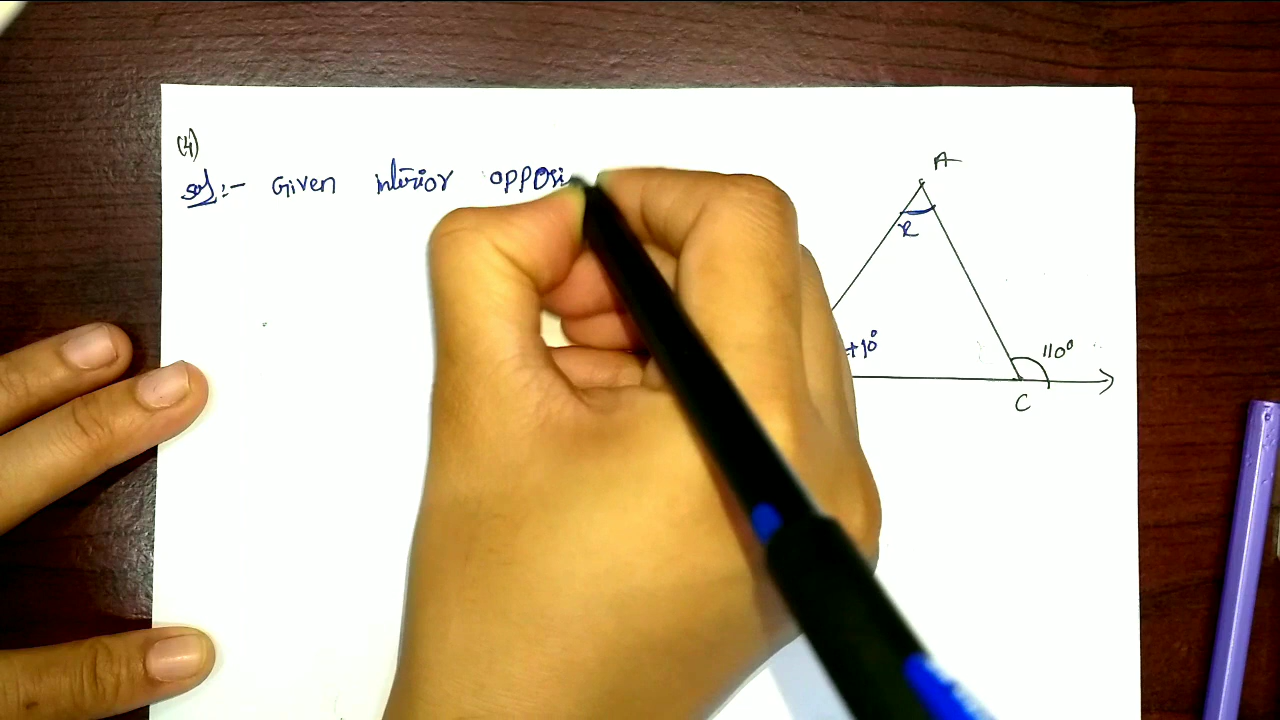 (4)
Sol:- Given interior opposi
A
x
+10°
110°
C